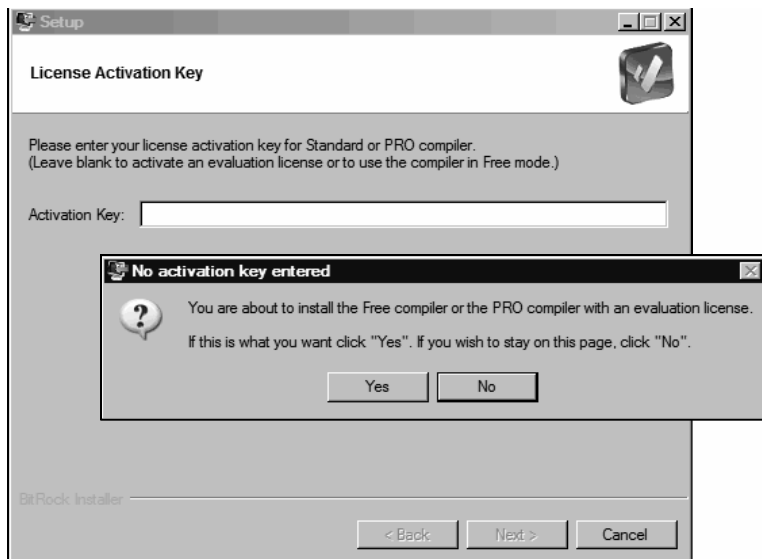 Setup
License Activation Key
Please enter your license activation key for Standard or PRO compiler.
(Leave blank to activate an evaluation license or to use the compiler in Free mode.)
Activation Key:
No activation key entered
You are about to install the Free compiler or the PRO compiler with an evaluation license.
If this is what you want click "Yes". If you wish to stay on this page, click "No".
Yes No
BitRock Installer
< Back Next > Cancel